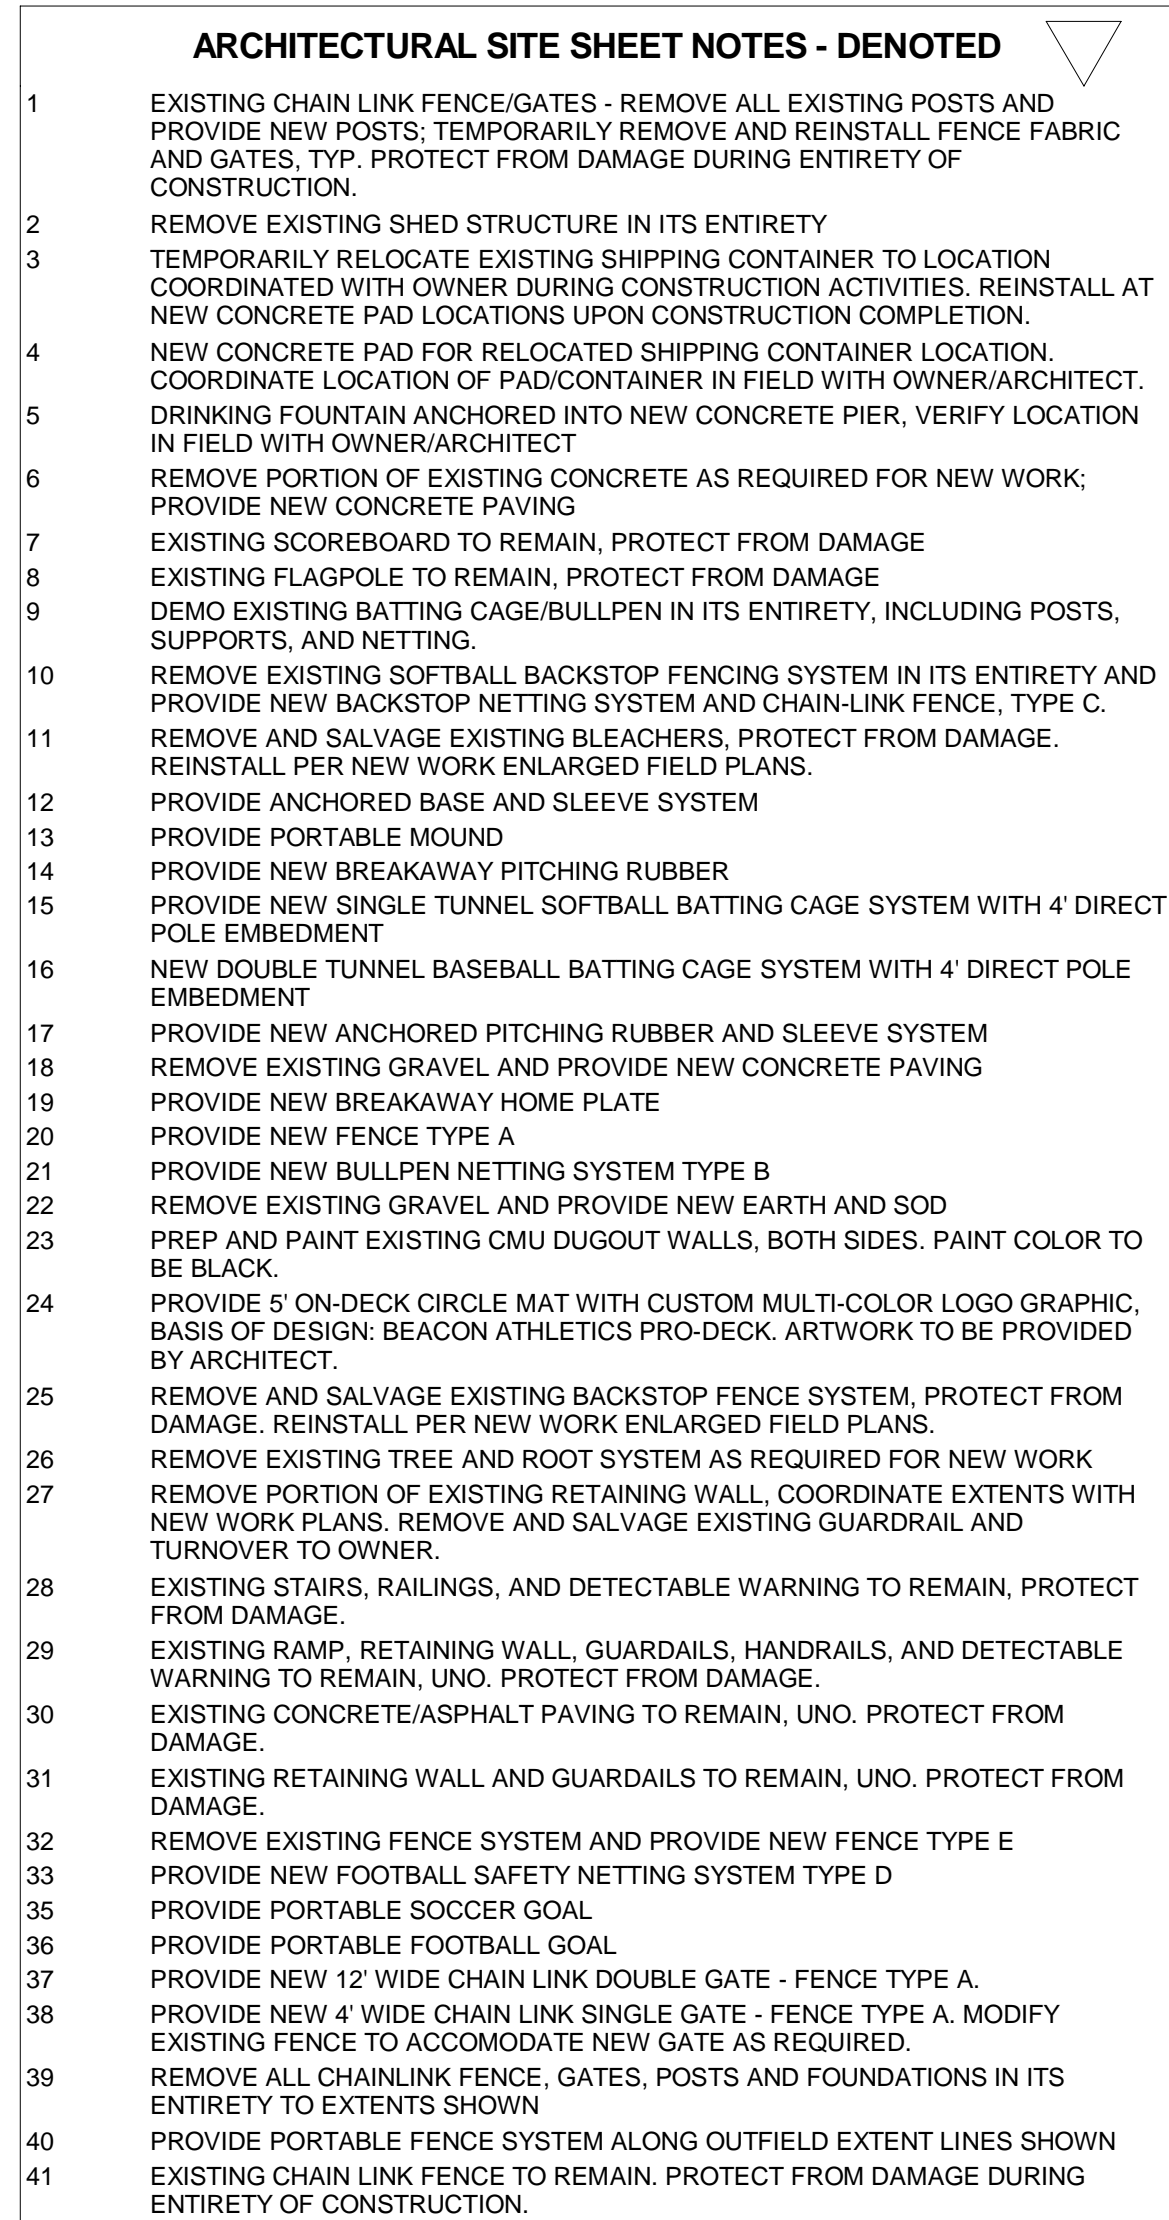 ARCHITECTURAL SITE SHEET NOTES - DENOTED
1 EXISTING CHAIN LINK FENCE/GATES - REMOVE ALL EXISTING POSTS AND
PROVIDE NEW POSTS; TEMPORARILY REMOVE AND REINSTALL FENCE FABRIC
AND GATES, TYP. PROTECT FROM DAMAGE DURING ENTIRETY OF
CONSTRUCTION.
2 REMOVE EXISTING SHED STRUCTURE IN ITS ENTIRETY
3 TEMPORARILY RELOCATE EXISTING SHIPPING CONTAINER TO LOCATION
COORDINATED WITH OWNER DURING CONSTRUCTION ACTIVITIES. REINSTALL AT
NEW CONCRETE PAD LOCATIONS UPON CONSTRUCTION COMPLETION.
4 NEW CONCRETE PAD FOR RELOCATED SHIPPING CONTAINER LOCATION.
COORDINATE LOCATION OF PAD/CONTAINER IN FIELD WITH OWNER/ARCHITECT.
5 DRINKING FOUNTAIN ANCHORED INTO NEW CONCRETE PIER, VERIFY LOCATION
IN FIELD WITH OWNER/ARCHITECT
6 REMOVE PORTION OF EXISTING CONCRETE AS REQUIRED FOR NEW WORK;
PROVIDE NEW CONCRETE PAVING
7 EXISTING SCOREBOARD TO REMAIN, PROTECT FROM DAMAGE
8 EXISTING FLAGPOLE TO REMAIN, PROTECT FROM DAMAGE
9 DEMO EXISTING BATTING CAGE/BULLPEN IN ITS ENTIRETY, INCLUDING POSTS,
SUPPORTS, AND NETTING.
10 REMOVE EXISTING SOFTBALL BACKSTOP FENCING SYSTEM IN ITS ENTIRETY AND
PROVIDE NEW BACKSTOP NETTING SYSTEM AND CHAIN-LINK FENCE, TYPE C.
11 REMOVE AND SALVAGE EXISTING BLEACHERS, PROTECT FROM DAMAGE.
REINSTALL PER NEW WORK ENLARGED FIELD PLANS.
12 PROVIDE ANCHORED BASE AND SLEEVE SYSTEM
13 PROVIDE PORTABLE MOUND
14 PROVIDE NEW BREAKAWAY PITCHING RUBBER
15 PROVIDE NEW SINGLE TUNNEL SOFTBALL BATTING CAGE SYSTEM WITH 4' DIRECT
POLE EMBEDMENT
16 NEW DOUBLE TUNNEL BASEBALL BATTING CAGE SYSTEM WITH 4' DIRECT POLE
EMBEDMENT
17 PROVIDE NEW ANCHORED PITCHING RUBBER AND SLEEVE SYSTEM
18 REMOVE EXISTING GRAVEL AND PROVIDE NEW CONCRETE PAVING
19 PROVIDE NEW BREAKAWAY HOME PLATE
20 PROVIDE NEW FENCE TYPE A
21 PROVIDE NEW BULLPEN NETTING SYSTEM TYPE B
22 REMOVE EXISTING GRAVEL AND PROVIDE NEW EARTH AND SOD
23 PREP AND PAINT EXISTING CMU DUGOUT WALLS, BOTH SIDES. PAINT COLOR TO
BE BLACK.
24 PROVIDE 5' ON-DECK CIRCLE MAT WITH CUSTOM MULTI-COLOR LOGO GRAPHIC,
BASIS OF DESIGN: BEACON ATHLETICS PRO-DECK. ARTWORK TO BE PROVIDED
BY ARCHITECT.
25 REMOVE AND SALVAGE EXISTING BACKSTOP FENCE SYSTEM, PROTECT FROM
DAMAGE. REINSTALL PER NEW WORK ENLARGED FIELD PLANS.
26 REMOVE EXISTING TREE AND ROOT SYSTEM AS REQUIRED FOR NEW WORK
27 REMOVE PORTION OF EXISTING RETAINING WALL, COORDINATE EXTENTS WITH
NEW WORK PLANS. REMOVE AND SALVAGE EXISTING GUARDRAIL AND
TURNOVER TO OWNER.
28 EXISTING STAIRS, RAILINGS, AND DETECTABLE WARNING TO REMAIN, PROTECT
FROM DAMAGE.
29 EXISTING RAMP, RETAINING WALL, GUARDAILS, HANDRAILS, AND DETECTABLE
WARNING TO REMAIN, UNO. PROTECT FROM DAMAGE.
30 EXISTING CONCRETE/ASPHALT PAVING TO REMAIN, UNO. PROTECT FROM
DAMAGE.
31 EXISTING RETAINING WALL AND GUARDAILS TO REMAIN, UNO. PROTECT FROM
DAMAGE.
32 REMOVE EXISTING FENCE SYSTEM AND PROVIDE NEW FENCE TYPE E
33 PROVIDE NEW FOOTBALL SAFETY NETTING SYSTEM TYPE D
35 PROVIDE PORTABLE SOCCER GOAL
36 PROVIDE PORTABLE FOOTBALL GOAL
37 PROVIDE NEW 12' WIDE CHAIN LINK DOUBLE GATE - FENCE TYPE A.
38 PROVIDE NEW 4' WIDE CHAIN LINK SINGLE GATE - FENCE TYPE A. MODIFY
EXISTING FENCE TO ACCOMODATE NEW GATE AS REQUIRED.
39 REMOVE ALL CHAINLINK FENCE, GATES, POSTS AND FOUNDATIONS IN ITS
ENTIRETY TO EXTENTS SHOWN
40 PROVIDE PORTABLE FENCE SYSTEM ALONG OUTFIELD EXTENT LINES SHOWN
41 EXISTING CHAIN LINK FENCE TO REMAIN. PROTECT FROM DAMAGE DURING
ENTIRETY OF CONSTRUCTION.